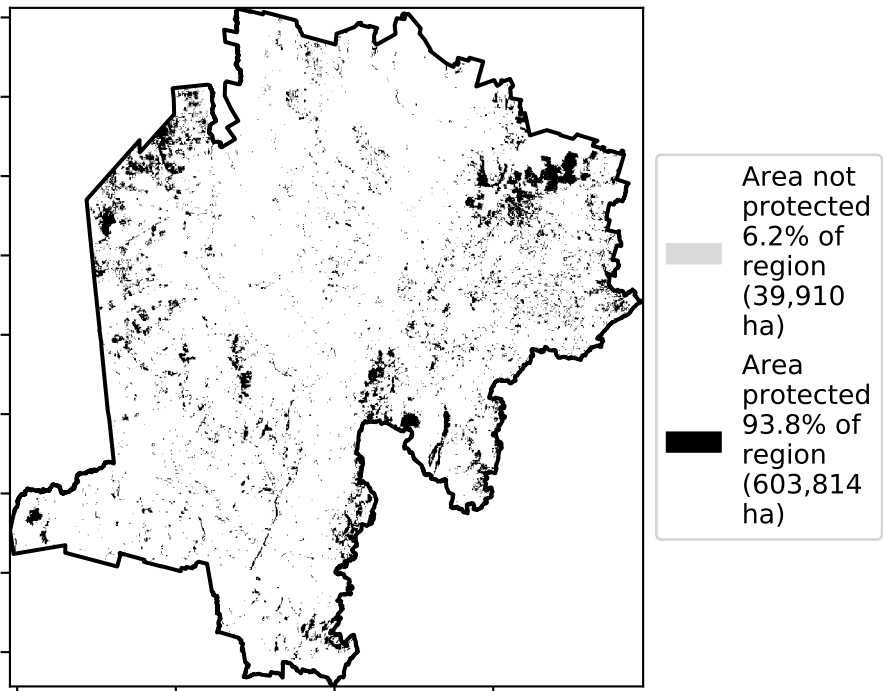 Area not
protected
6.2% of
region
(39,910
ha)
Area
protected
93.8% of
region
(603,814
ha)